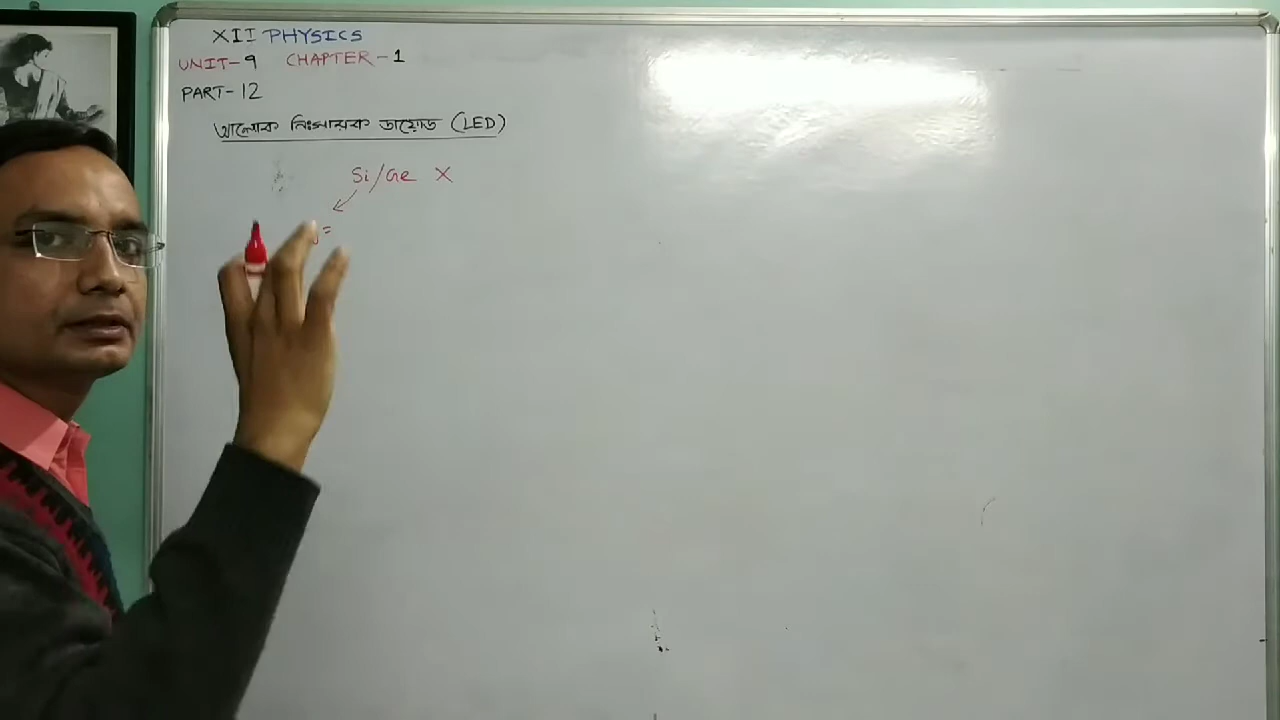 XII PHYSICS
UNIT-9 CHAPTER-1
PART-12
আলোক নিঃসারক ডায়োড (LED)
Si/Ge X
=